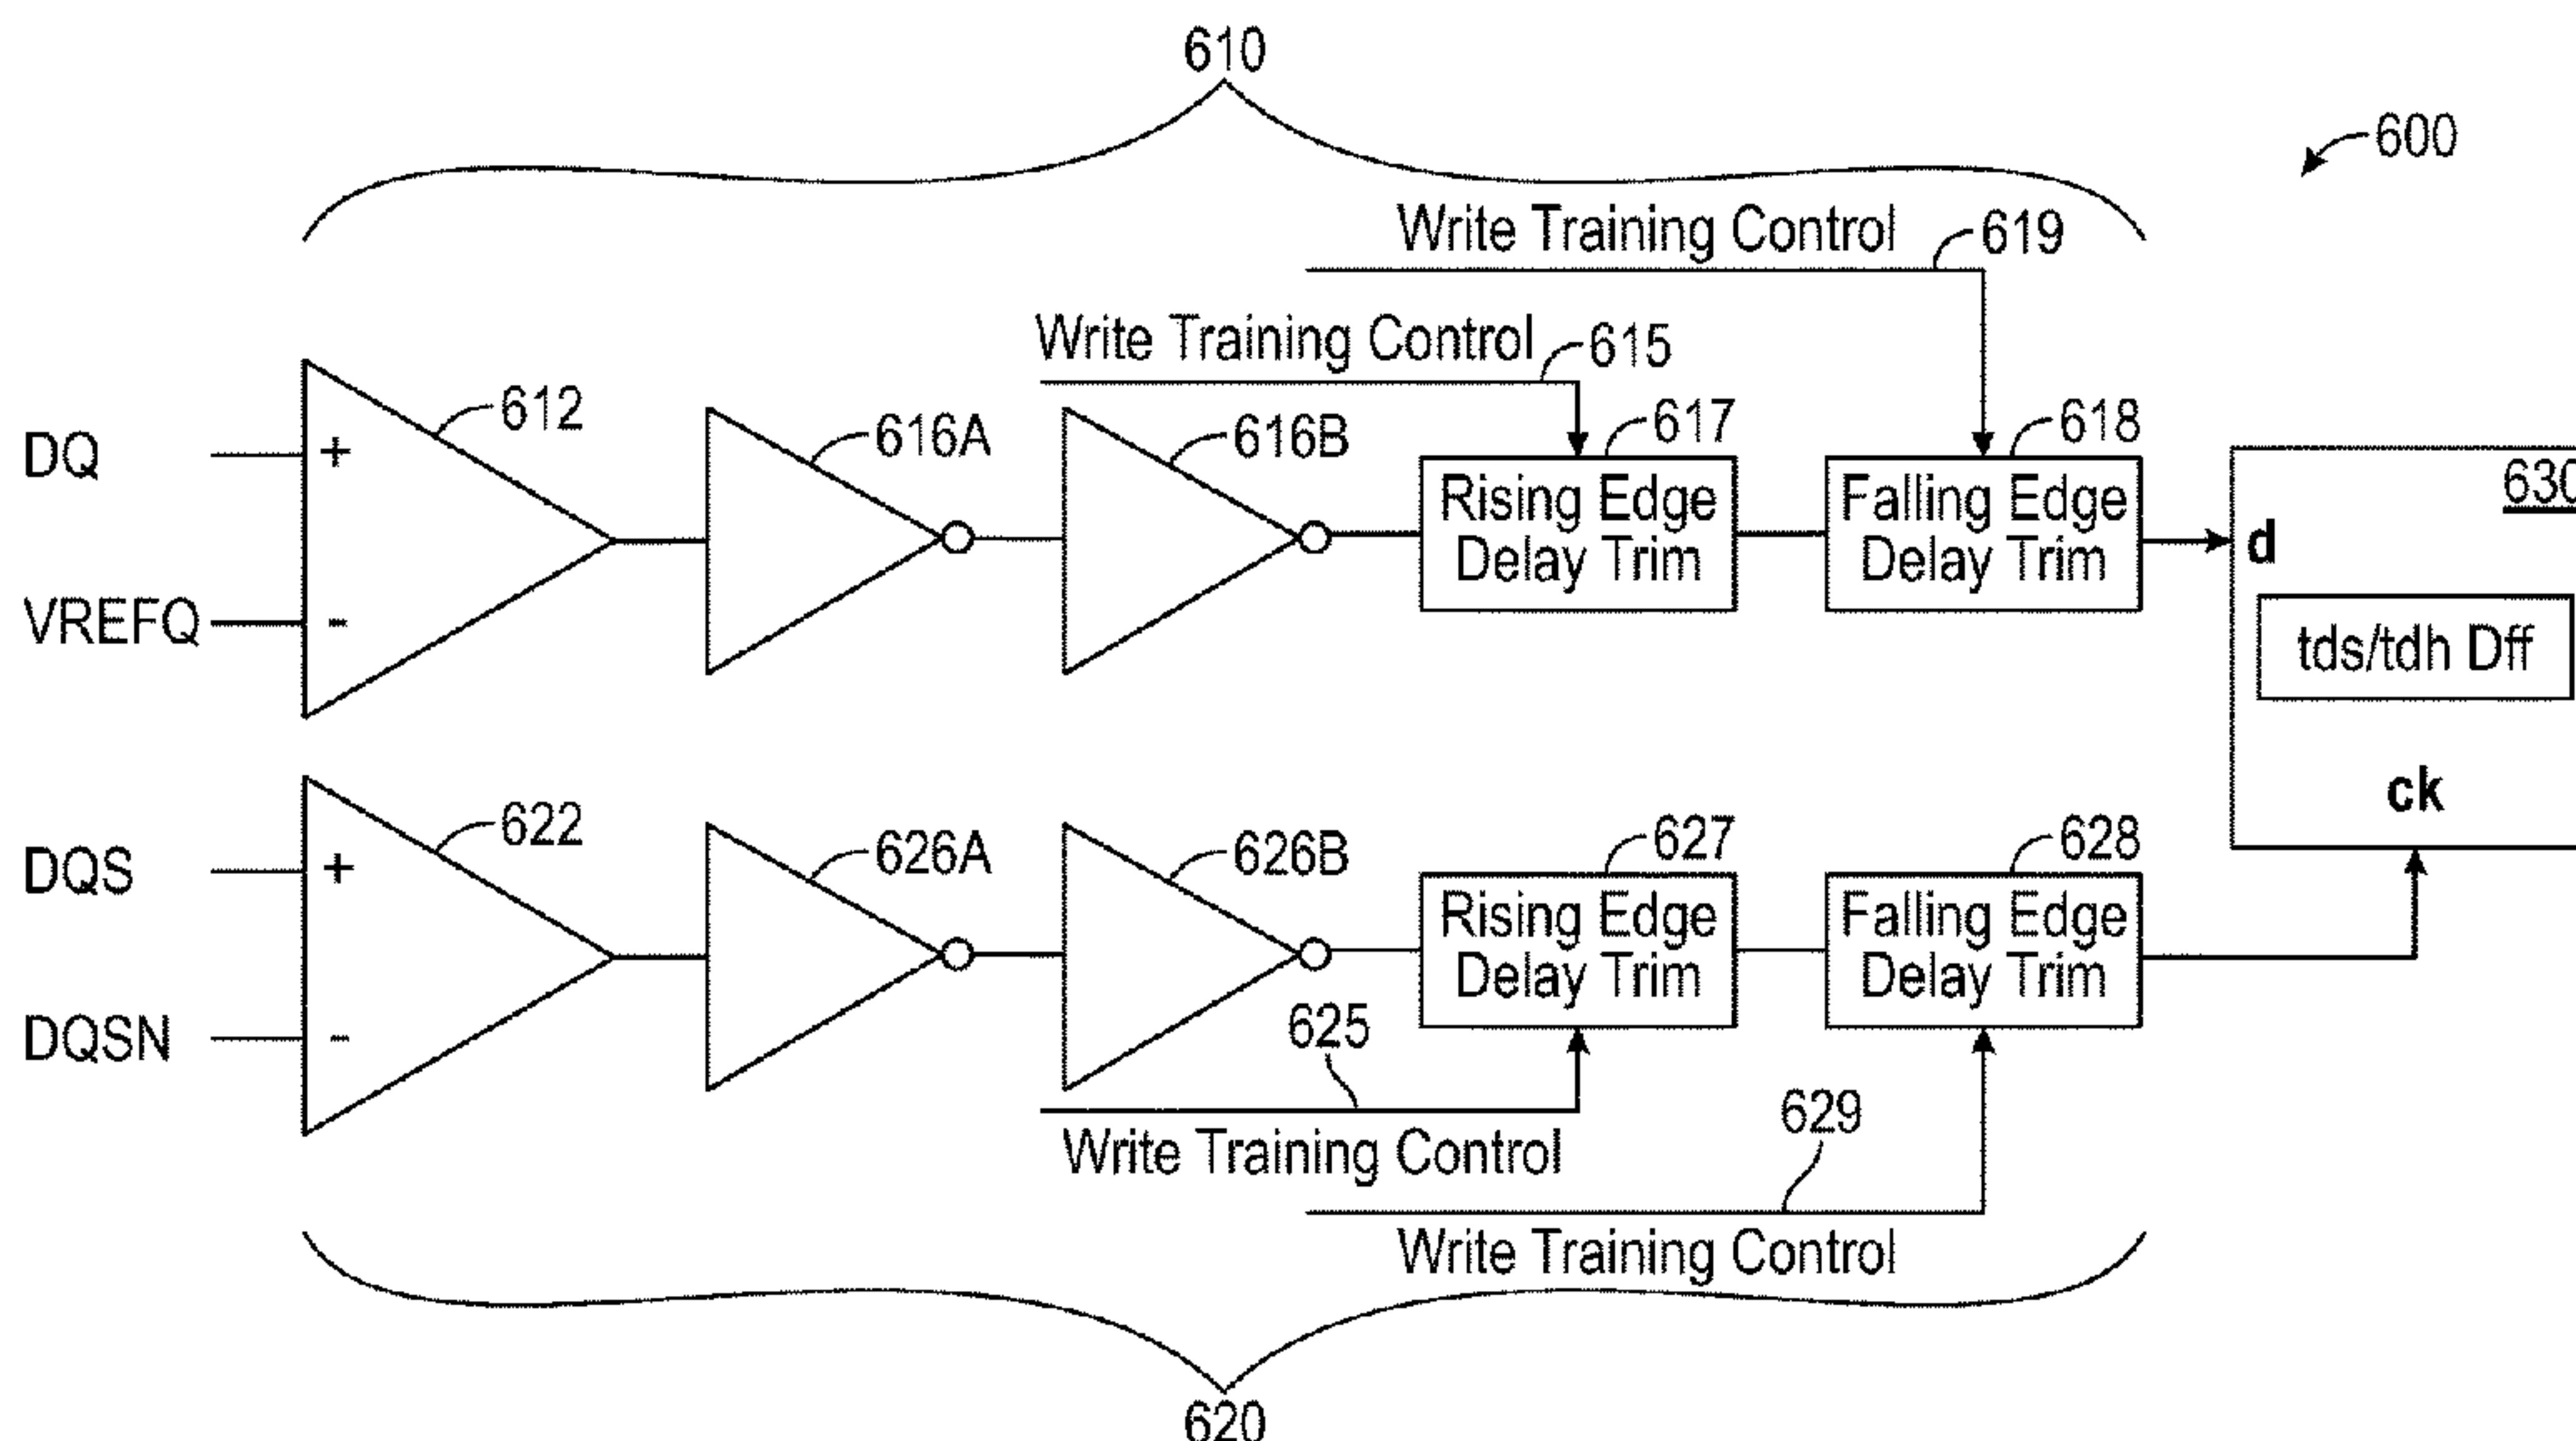 610
600
Write Training Control
619
Write Training Control
615
DQ
+
612
616A
616B
617
618
Rising Edge
Delay Trim
Falling Edge
Delay Trim
630
d
VREFQ
-
tds/tdh Dff
ck
DQS
+
622
626A
626B
627
628
Rising Edge
Delay Trim
Falling Edge
Delay Trim
DQSN
-
625
Write Training Control
629
Write Training Control
620